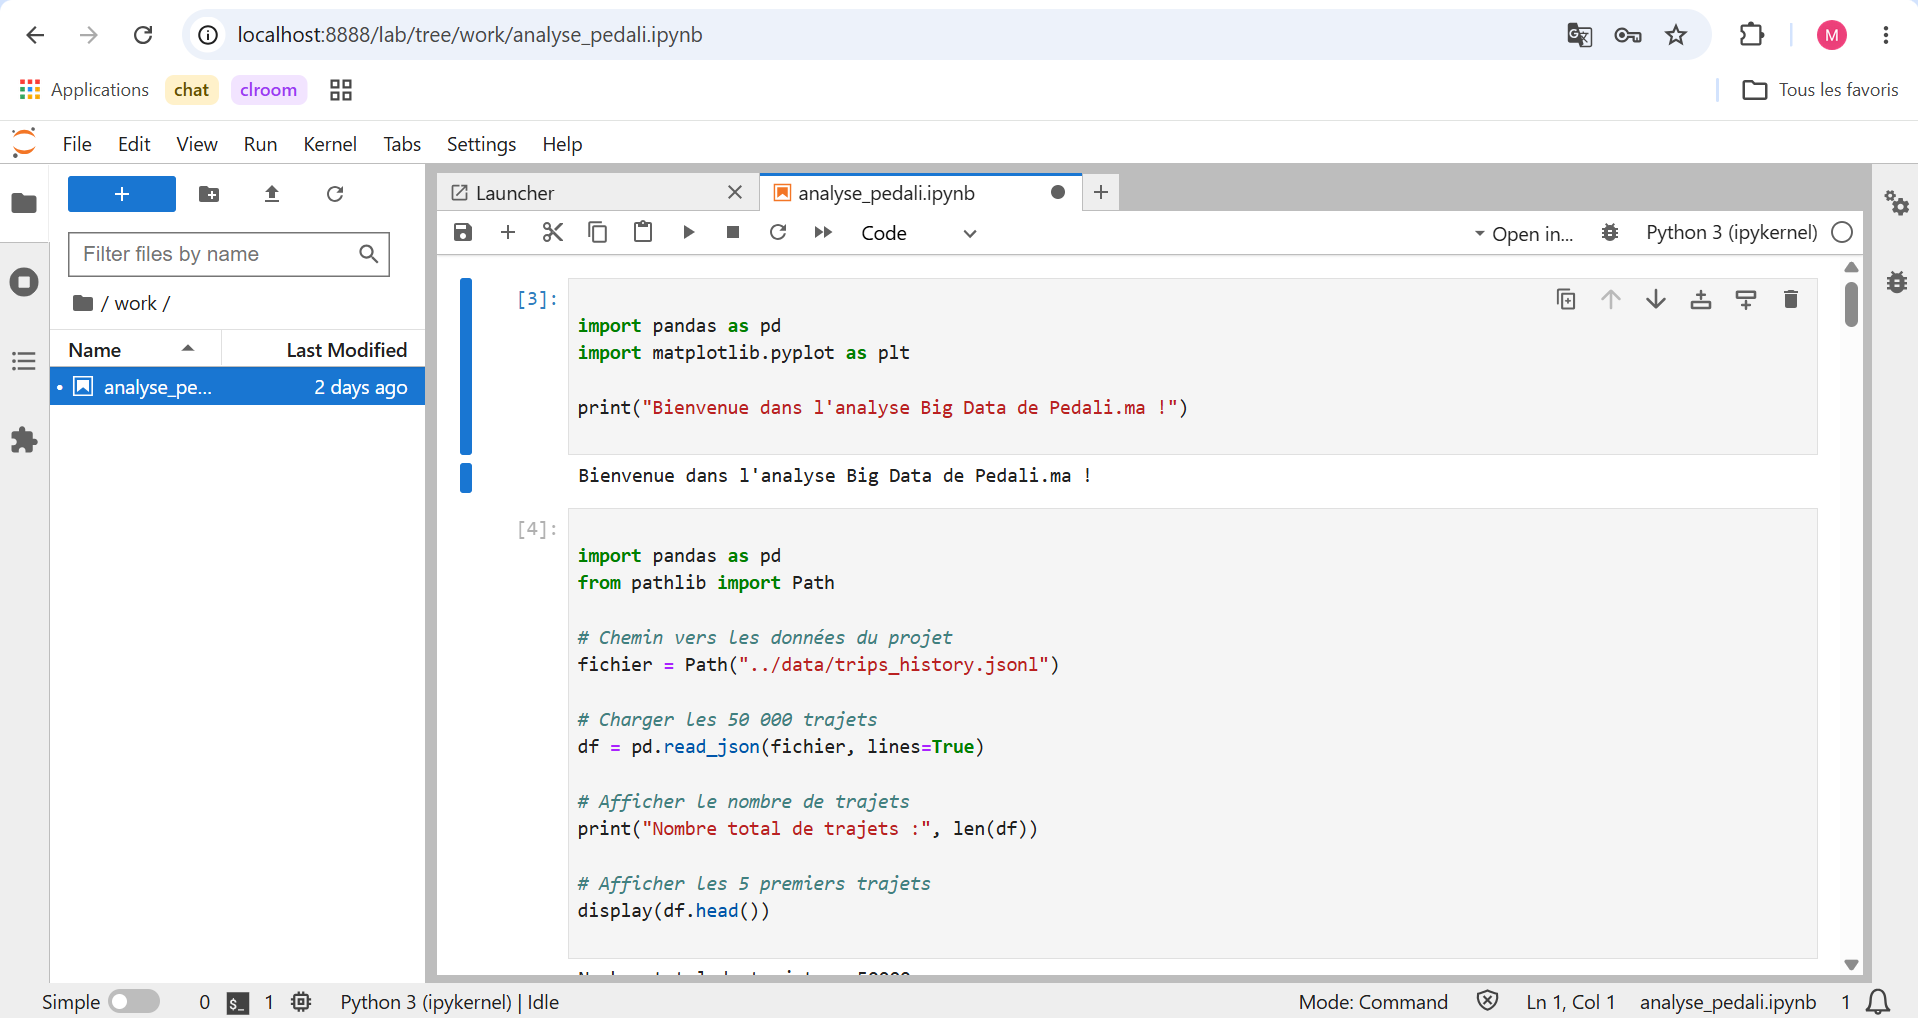 localhost:8888/lab/tree/work/analyse_pedali.ipynb
M
Applications chat clroom Tous les favoris
File Edit View Run Kernel Tabs Settings Help
+
Launcher analyse_pedali.ipynb
Code Open in... Python 3 (ipykernel)
Filter files by name
/ work /
Name Last Modified
analyse_pe... 2 days ago
[3]:
import pandas as pd
import matplotlib.pyplot as plt
print("Bienvenue dans l'analyse Big Data de Pedali.ma !")
Bienvenue dans l'analyse Big Data de Pedali.ma !
[4]:
import pandas as pd
from pathlib import Path
# Chemin vers les données du projet
fichier = Path("../data/trips_history.jsonl")
# Charger les 50 000 trajets
df = pd.read_json(fichier, lines=True)
# Afficher le nombre de trajets
print("Nombre total de trajets :", len(df))
# Afficher les 5 premiers trajets
display(df.head())
Simple 0 $_ 1 Python 3 (ipykernel) | Idle Mode: Command Ln 1, Col 1 analyse_pedali.ipynb 1